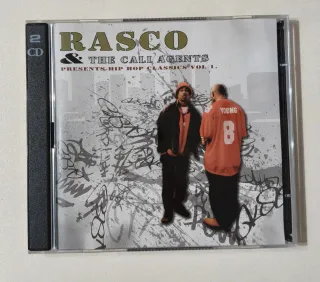 2
CD
RASCO
& THE CALI AGENTS
PRESENTS: HIP HOP CLASSICS VOL 1.
YOUNG
8